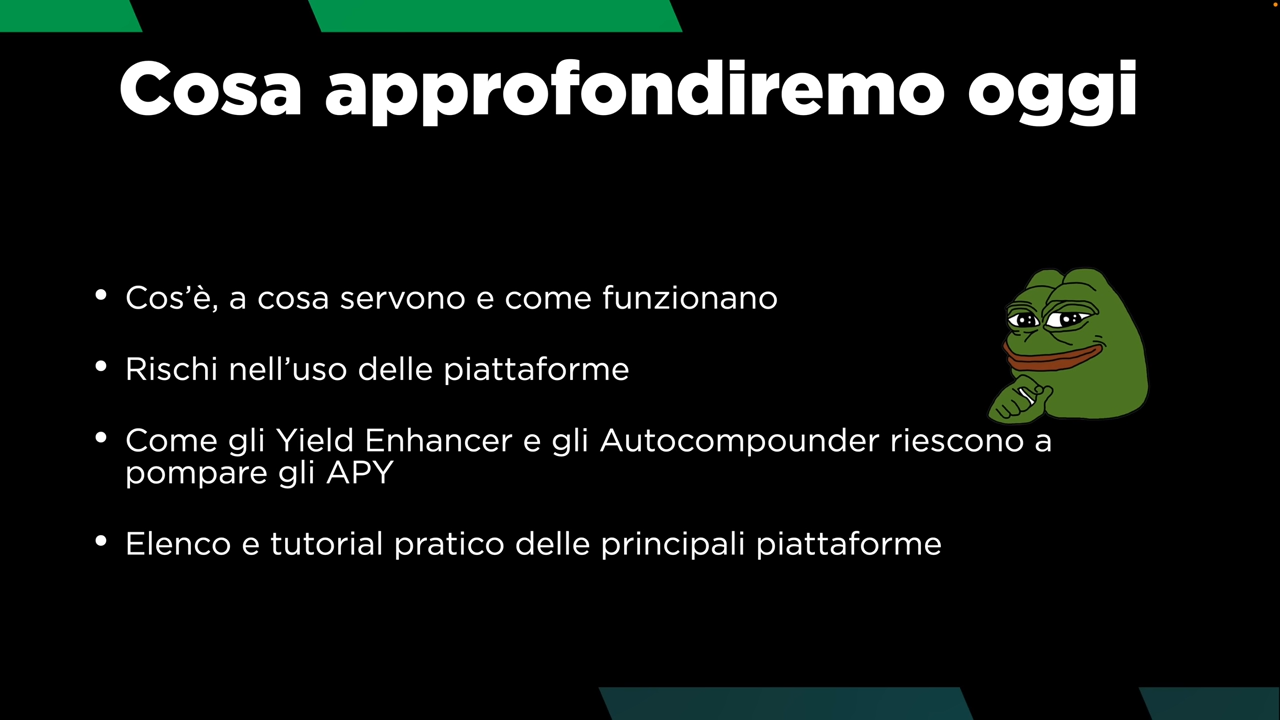 Cosa approfondiremo oggi
• Cos’è, a cosa servono e come funzionano
• Rischi nell’uso delle piattaforme
• Come gli Yield Enhancer e gli Autocompounder riescono a
pompare gli APY
• Elenco e tutorial pratico delle principali piattaforme